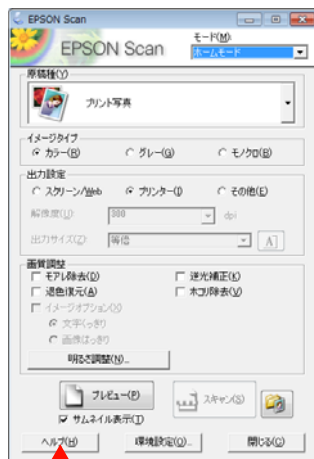 EPSON Scan
EPSON Scan
モード(M):
ホームモード
原稿種(Y)
プリント写真
イメージタイプ
カラー(R)
グレー(G)
モノクロ(B)
出力設定
スクリーン/Web
プリンター(I)
その他(E)
解像度(U):
300
dpi
出力サイズ(Z):
等倍
画質調整
モアレ除去(D)
逆光補正(K)
退色復元(A)
ホコリ除去(V)
イメージオプション(X)
文字くっきり
画像はっきり
明るさ調整(N)...
プレビュー(P)
スキャン(S)
サムネイル表示(T)
ヘルプ(H)
環境設定(O)...
閉じる(C)